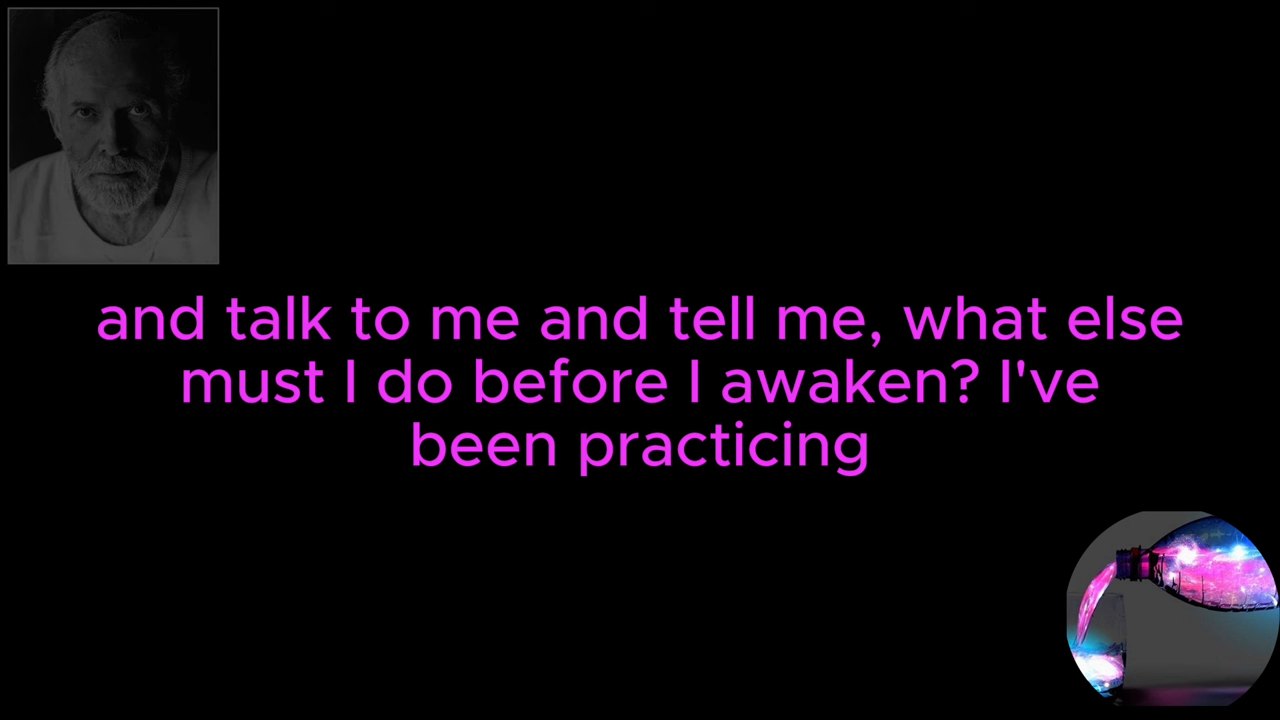 and talk to me and tell me, what else
must I do before I awaken? I've
been practicing